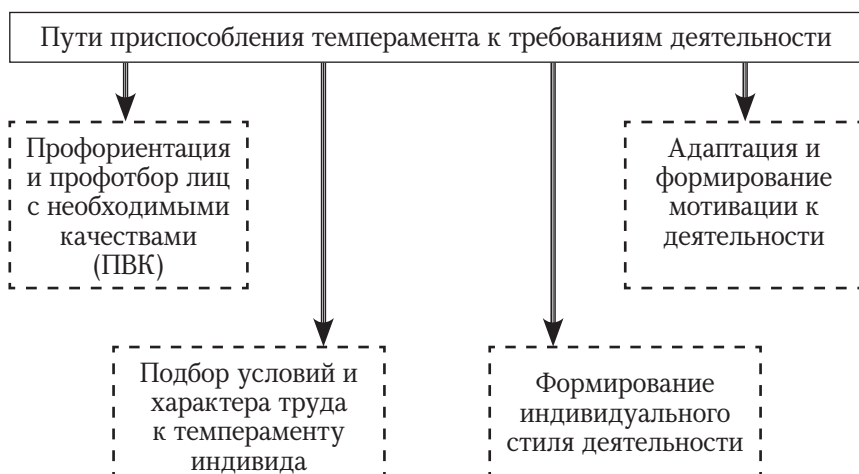 Пути приспособления темперамента к требованиям деятельности
Профориентация
и профотбор лиц
с необходимыми
качествами
(ПВК)
Адаптация и
формирование
мотивации к
деятельности
Подбор условий и
характера труда
к темпераменту
индивида
Формирование
индивидуального
стиля деятельности